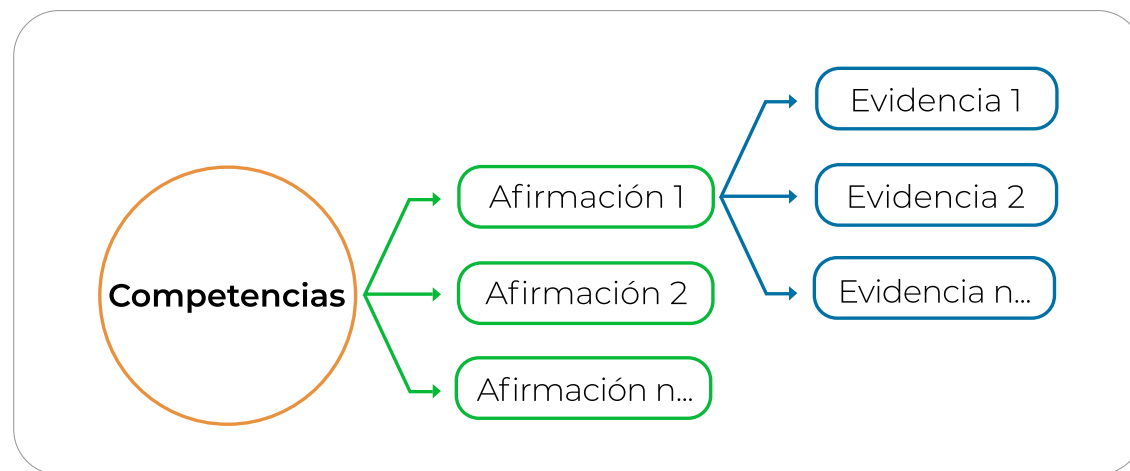 Competencias
Afirmación 1
Afirmación 2
Afirmación n...
Evidencia 1
Evidencia 2
Evidencia n...